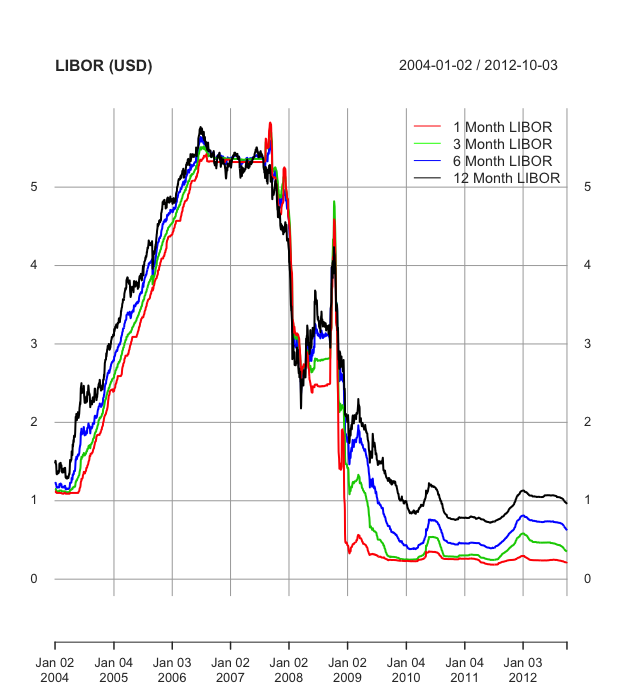 LIBOR (USD)
2004-01-02 / 2012-10-03
1 Month LIBOR
3 Month LIBOR
6 Month LIBOR
12 Month LIBOR
5 5
4 4
3 3
2 2
1 1
0 0
Jan 02 Jan 04 Jan 03 Jan 02 Jan 02 Jan 02 Jan 04 Jan 04 Jan 03
2004 2005 2006 2007 2008 2009 2010 2011 2012